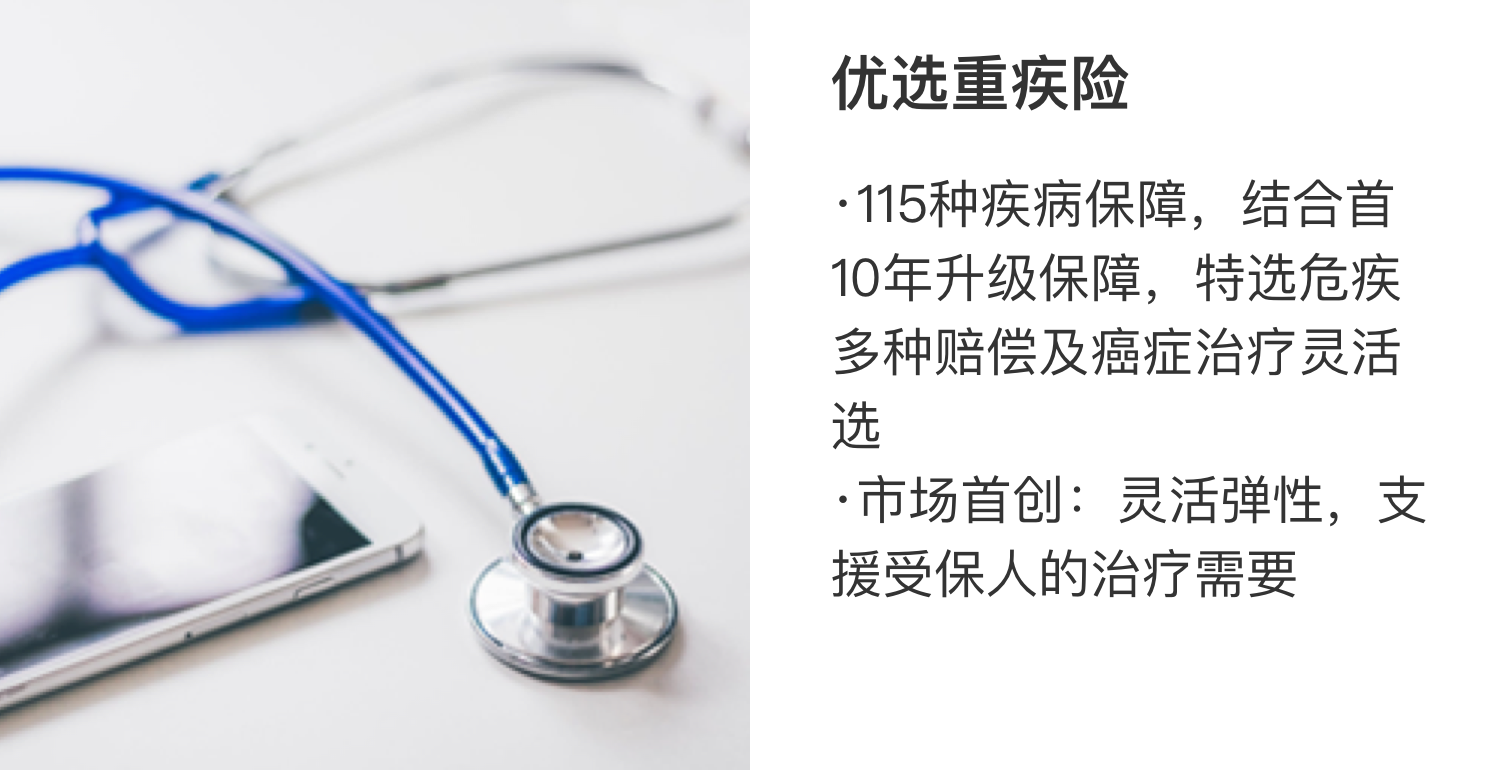 优选重疾险
·115种疾病保障，结合首
10年升级保障，特选危疾
多种赔偿及癌症治疗灵活
选
·市场首创：灵活弹性，支
援受保人的治疗需要